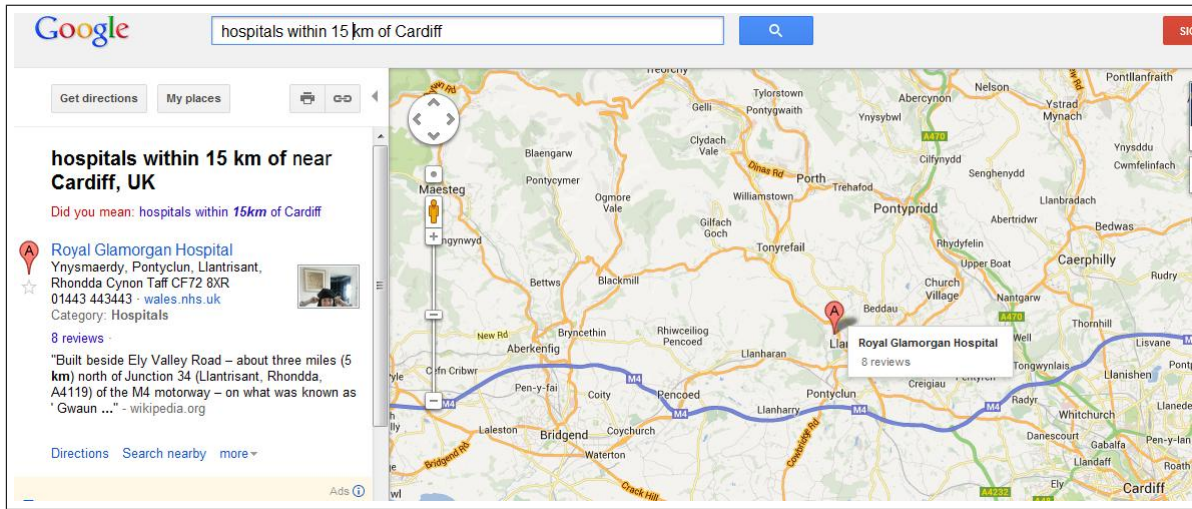 Google
hospitals within 15 km of Cardiff
Get directions
My places
hospitals within 15 km of near
Cardiff, UK
Did you mean: hospitals within 15km of Cardiff
A
Royal Glamorgan Hospital
Ynysmaerdy, Pontyclun, Llantrisant,
Rhondda Cynon Taff CF72 8XR
01443 443443 · wales.nhs.uk
Category: Hospitals
8 reviews ·
"Built beside Ely Valley Road – about three miles (5
km) north of Junction 34 (Llantrisant, Rhondda,
A4119) of the M4 motorway – on what was known as
' Gwaun ..." - wikipedia.org
Directions Search nearby more
Ads
Treorchy
Tylorstown
Gelli
Pontygwaith
Abercynon
Nelson
Pontllanfraith
Ystrad
Mynach
Ynysybwl
A470
Clydach
Vale
Blaengarw
Cilfynydd
Ynysddu
Cwmfelinfach
Senghenydd
Dinas Rd
Porth
Trehafod
Maesteg
Pontycymer
Ogmore
Vale
Williamstown
Pontypridd
Llanbradach
Abertridwr
Bedwas
Gilfach
Goch
Tonyrefail
Rhydyfelin
Upper Boat
Caerphilly
Rudry
Bettws
Blackmill
Church
Village
Nantgarw
A
Beddau
A470
Thornhill
New Rd
Bryncethin
Rhiwceiliog
Pencoed
Royal Glamorgan Hospital
8 reviews
Lisvane
Aberkenfig
Llanharan
Tongwynlais
Llanishen
Cefn Cribwr
Pen-y-fai
M4
Coity
Pencoed
Pontyclun
Creigiau
Radyr
M4
M4
Llanharry
M4
M4
Whitchurch
Laleston
Bridgend
Coychurch
Cowbridge Rd
Danescourt
Gabalfa
Waterton
Llandaff
Roath
Bridgend Rd
Crack Hill
Ely
A4232
A48
Cardiff